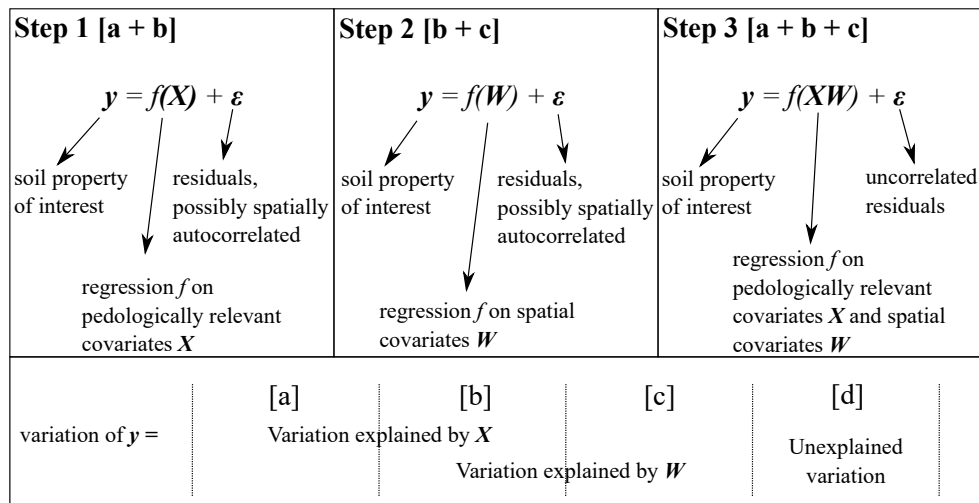 Step 1 [a + b]
y = f(X) + ε
soil property
of interest
residuals,
possibly spatially
autocorrelated
regression f on
pedologically relevant
covariates X
Step 2 [b + c]
y = f(W) + ε
soil property
of interest
residuals,
possibly spatially
autocorrelated
regression f on spatial
covariates W
Step 3 [a + b + c]
y = f(XW) + ε
soil property
of interest
uncorrelated
residuals
regression f on
pedologically relevant
covariates X and spatial
covariates W
[a] [b] [c] [d]
variation of y =
Variation explained by X
Variation explained by W
Unexplained
variation